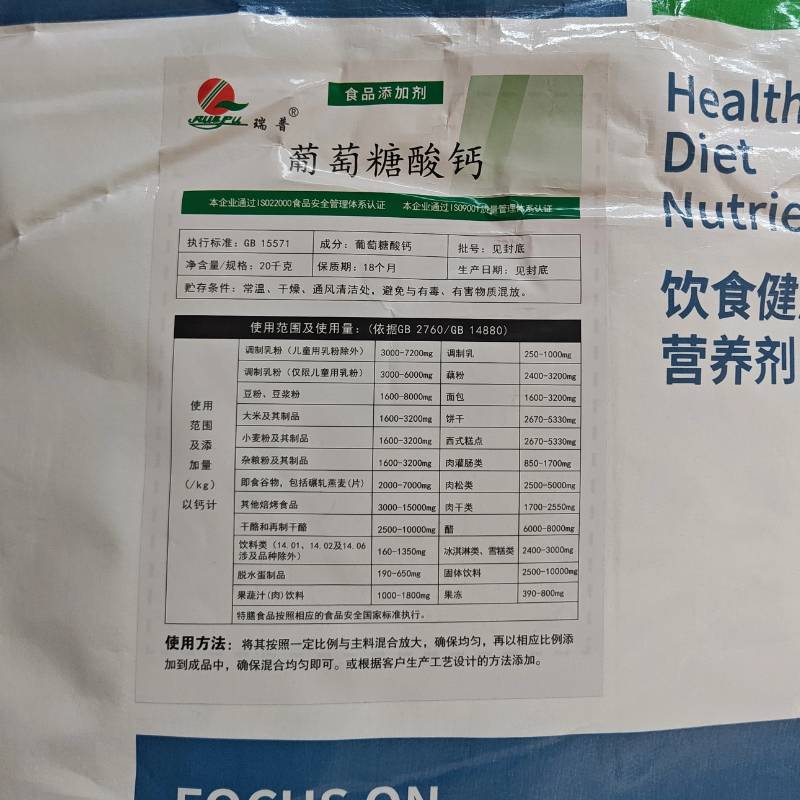 Health
Diet
Nutrie
饮食健
营养剂
RUIPU 瑞普®
食品添加剂
葡萄糖酸钙
本企业通过ISO22000食品安全管理体系认证 本企业通过ISO9001质量管理体系认证
执行标准：GB 15571 成分：葡萄糖酸钙 批号：见封底
净含量/规格：20千克 保质期：18个月 生产日期：见封底
贮存条件：常温、干燥、通风清洁处，避免与有毒、有害物质混放。
使用范围及使用量：(依据GB 2760/GB 14880)
使用
范围
及添
加量
(/kg)
以钙计
调制乳粉（儿童用乳粉除外） 3000-7200mg 调制乳 250-1000mg
调制乳粉（仅限儿童用乳粉） 3000-6000mg 藕粉 2400-3200mg
豆粉、豆浆粉 1600-8000mg 面包 1600-3200mg
大米及其制品 1600-3200mg 饼干 2670-5330mg
小麦粉及其制品 1600-3200mg 西式糕点 2670-5330mg
杂粮粉及其制品 1600-3200mg 肉灌肠类 850-1700mg
即食谷物，包括碾轧燕麦(片) 2000-7000mg 肉松类 2500-5000mg
其他焙烤食品 3000-15000mg 肉干类 1700-2550mg
干酪和再制干酪 2500-10000mg 醋 6000-8000mg
饮料类（14.01、14.02及14.06
涉及品种除外） 160-1350mg 冰淇淋类、雪糕类 2400-3000mg
脱水蛋制品 190-650mg 固体饮料 2500-10000mg
果蔬汁(肉)饮料 1000-1800mg 果冻 390-800mg
特膳食品按照相应的食品安全国家标准执行。
使用方法：将其按照一定比例与主料混合放大，确保均匀，再以相应比例添
加到成品中，确保混合均匀即可。或根据客户生产工艺设计的方法添加。
FOCUS ON